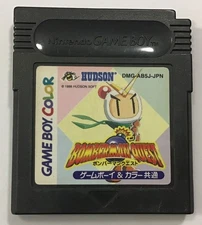 Nintendo GAME BOY
HUDSON
DMG-AB5J-JPN
© 1998 HUDSON SOFT
GAME BOY COLOR
BOMBERMAN QUEST
ボンバーマンクエスト
ゲームボーイ&カラー共通